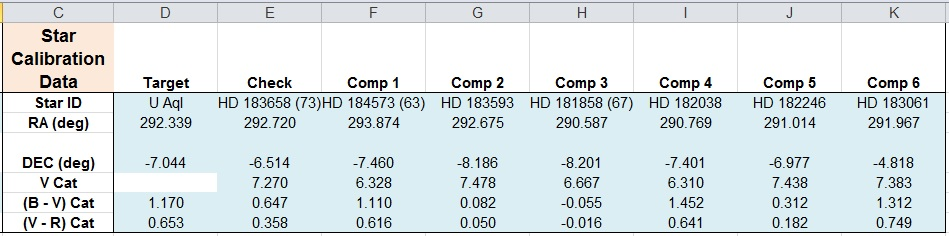 C D E F G H I J K
Star
Calibration
Data Target Check Comp 1 Comp 2 Comp 3 Comp 4 Comp 5 Comp 6
Star ID U Aql HD 183658 (73) HD 184573 (63) HD 183593 HD 181858 (67) HD 182038 HD 182246 HD 183061
RA (deg) 292.339 292.720 293.874 292.675 290.587 290.769 291.014 291.967
DEC (deg) -7.044 -6.514 -7.460 -8.186 -8.201 -7.401 -6.977 -4.818
V Cat 7.270 6.328 7.478 6.667 6.310 7.438 7.383
(B - V) Cat 1.170 0.647 1.110 0.082 -0.055 1.452 0.312 1.312
(V - R) Cat 0.653 0.358 0.616 0.050 -0.016 0.641 0.182 0.749